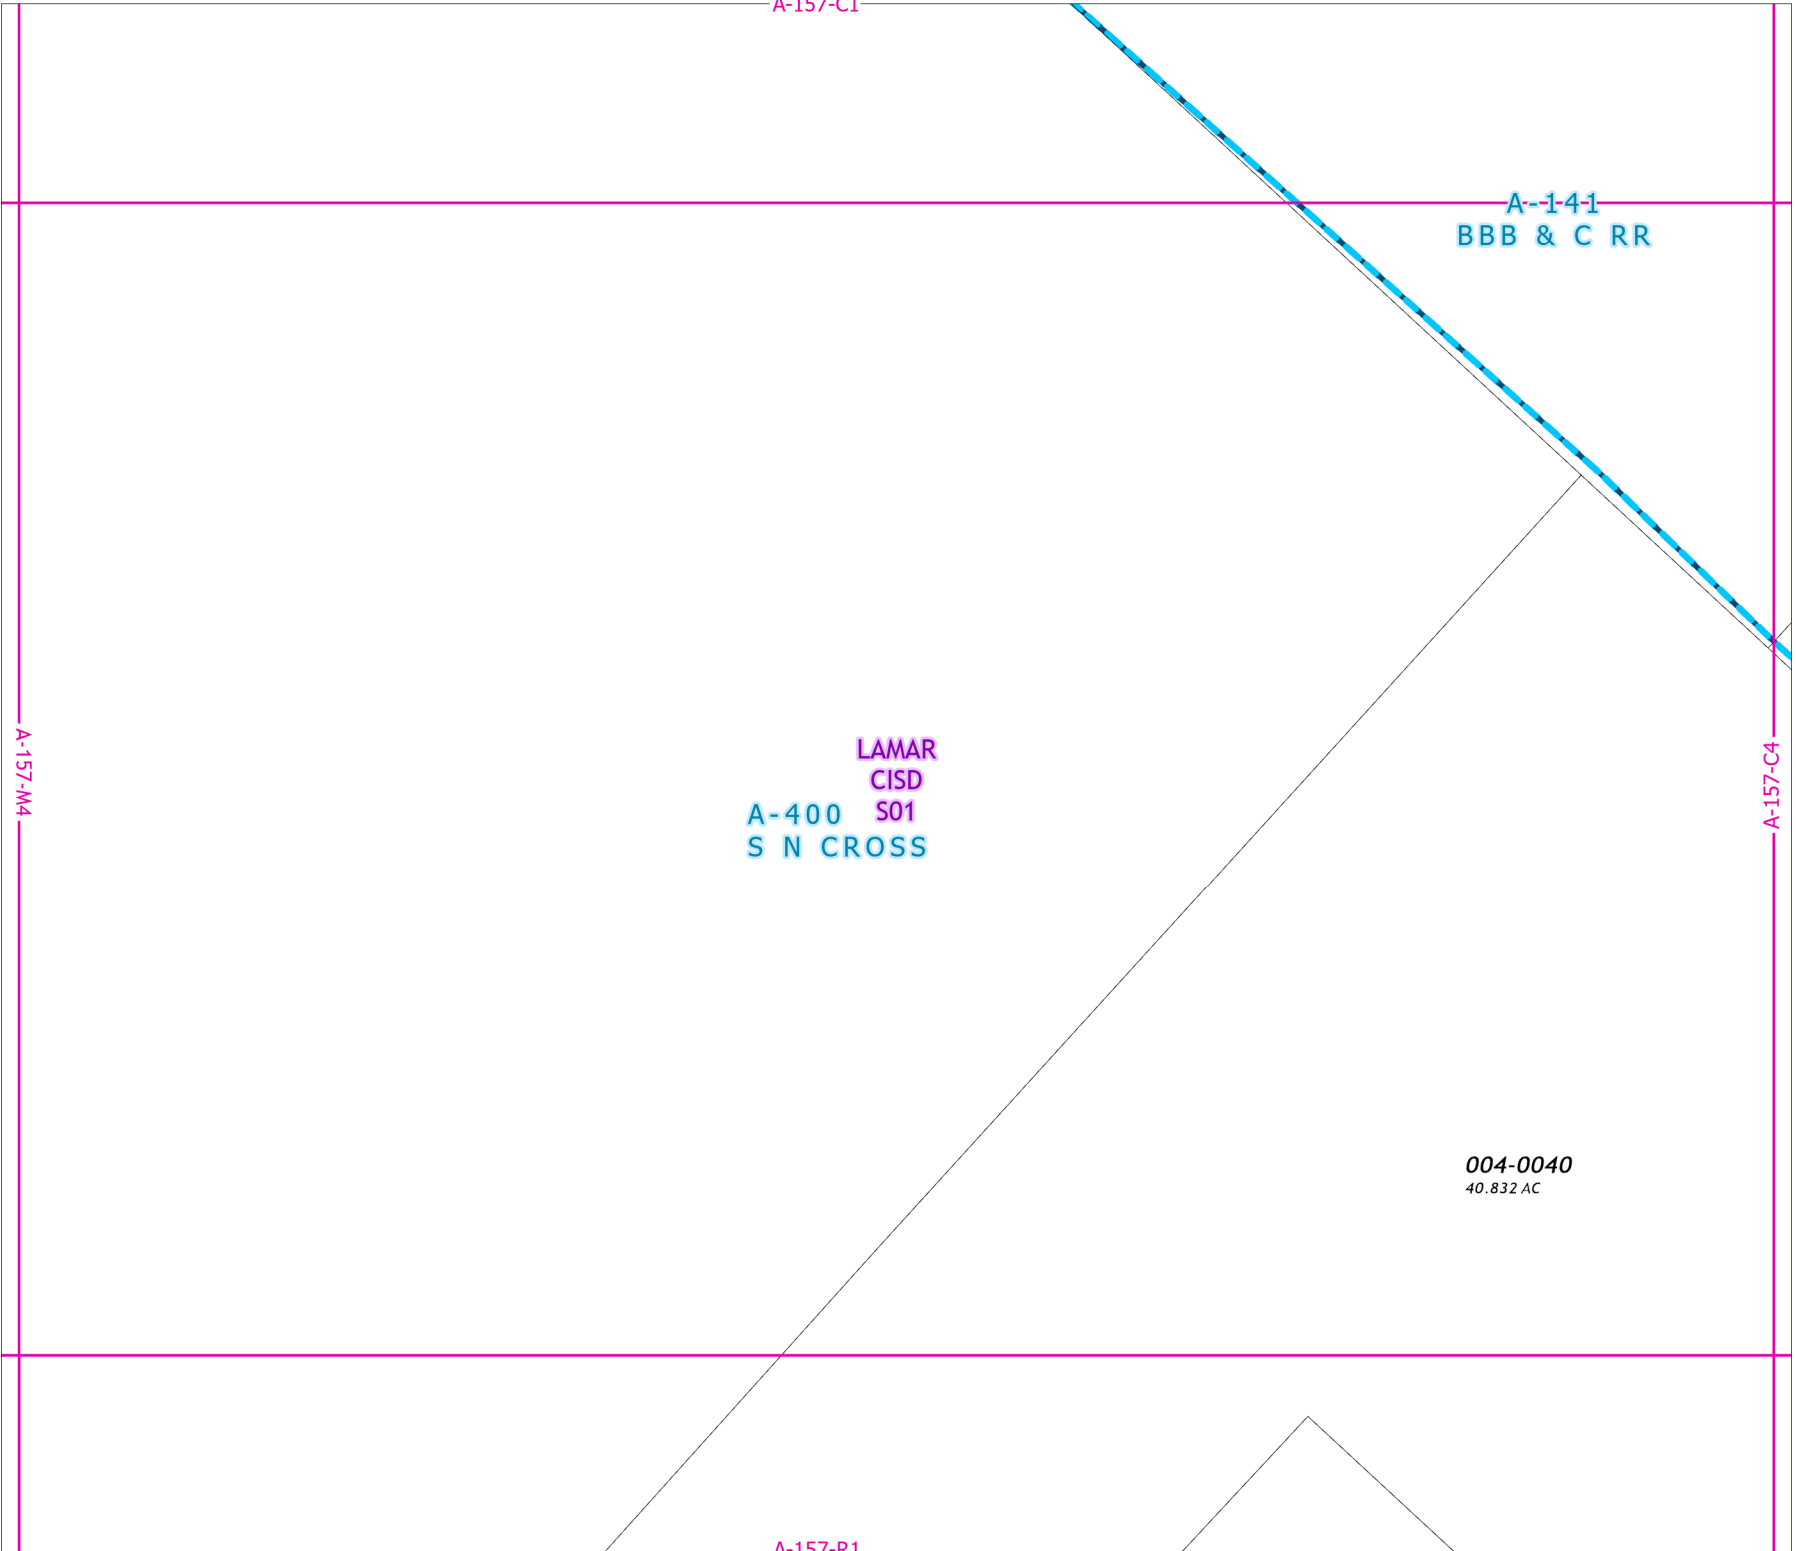 A-157-C1
A-141
BBB & C RR
A-157-M4
LAMAR
CISD
S01
A-157-C4
A-400
S N CROSS
004-0040
40.832 AC
A-157-R1